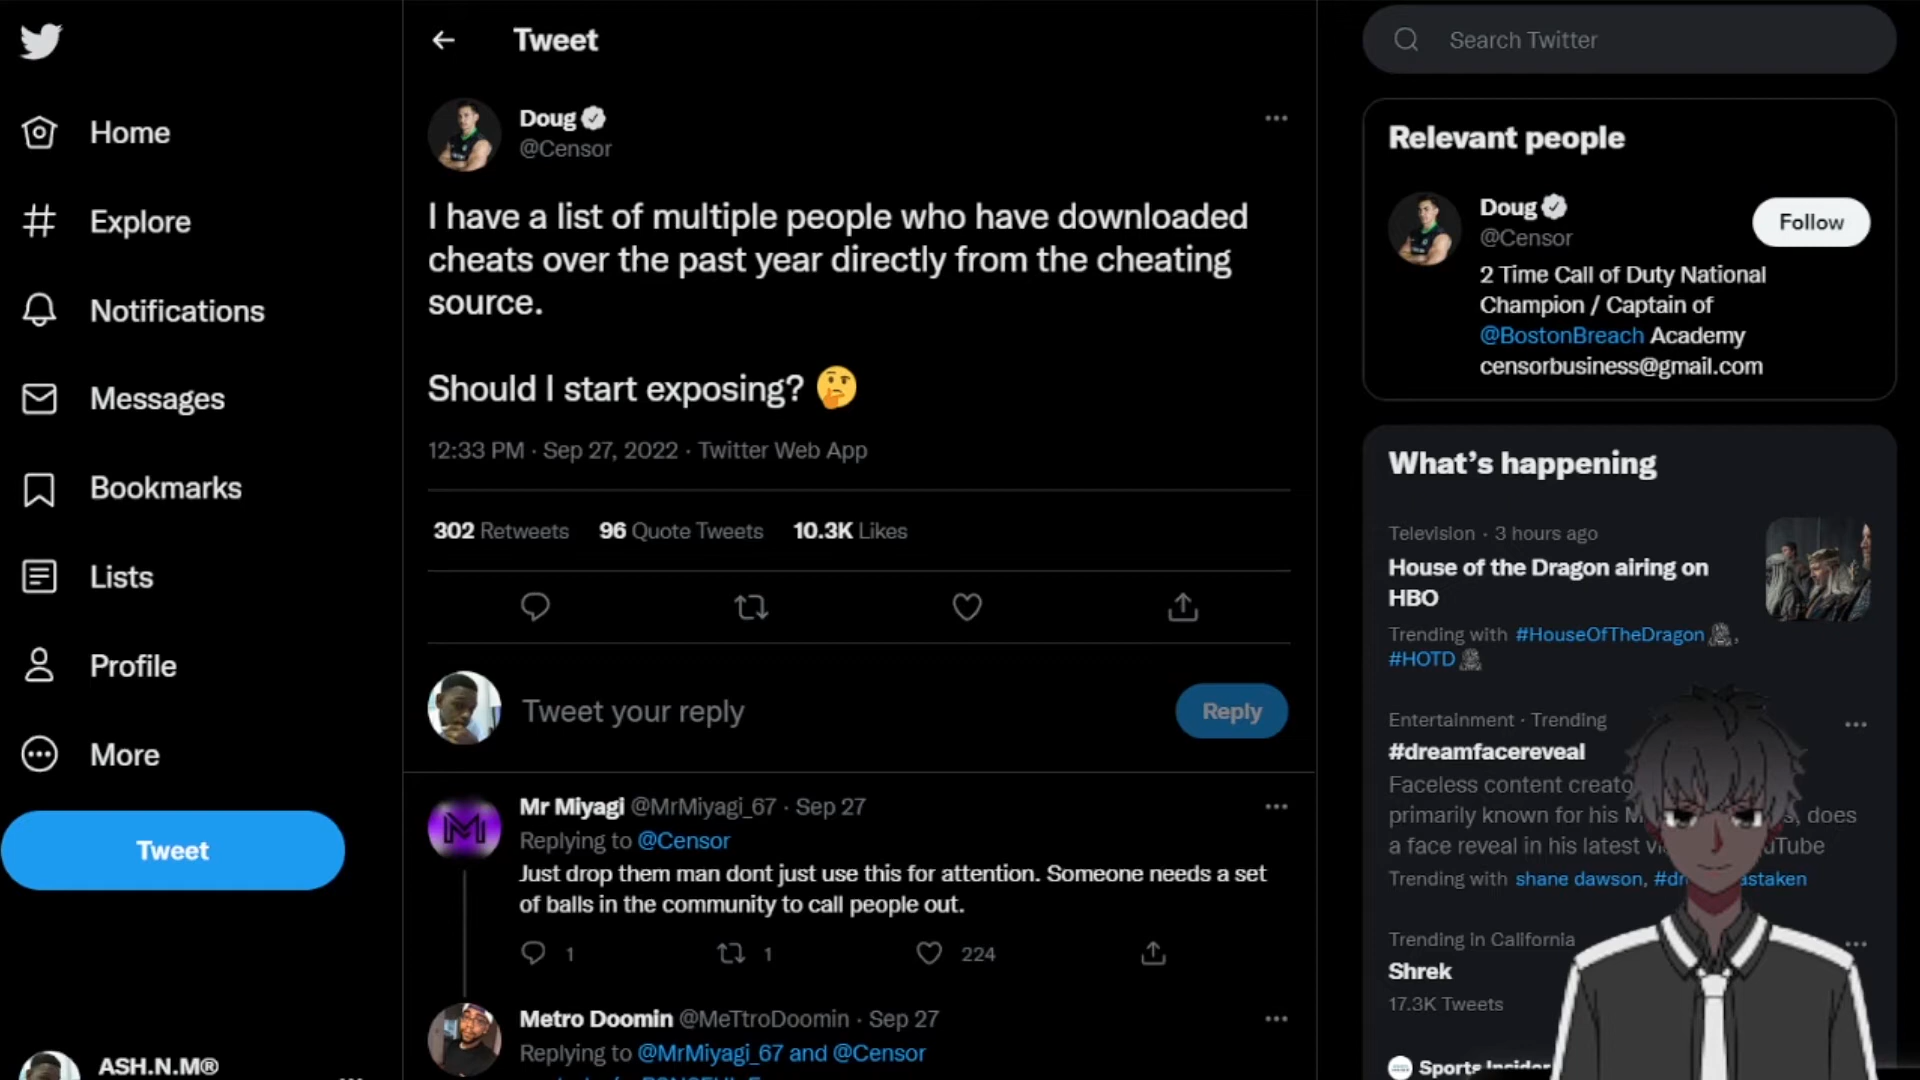 Home
Explore
Notifications
Messages
Bookmarks
Lists
Profile
More
Tweet
ASH.N.M®
Tweet
Doug
@Censor
I have a list of multiple people who have downloaded
cheats over the past year directly from the cheating
source.
Should I start exposing? 🤔
12:33 PM · Sep 27, 2022 · Twitter Web App
302 Retweets 96 Quote Tweets 10.3K Likes
Tweet your reply
Reply
Mr Miyagi @MrMiyagi_67 · Sep 27
Replying to @Censor
Just drop them man dont just use this for attention. Someone needs a set
of balls in the community to call people out.
1 1 224
Metro Doomin @MeTtroDoomin · Sep 27
Replying to @MrMiyagi_67 and @Censor
Search Twitter
Relevant people
Doug
@Censor
Follow
2 Time Call of Duty National
Champion / Captain of
@BostonBreach Academy
censorbusiness@gmail.com
What's happening
Television · 3 hours ago
House of the Dragon airing on
HBO
Trending with #HouseOfTheDragon,
#HOTD
Entertainment · Trending
#dreamfacereveal
Faceless content
primarily known for his does
a face reveal in his latest
Trending with shane dawson,
Trending in California
Shrek
17.3K Tweets
Sports Insider